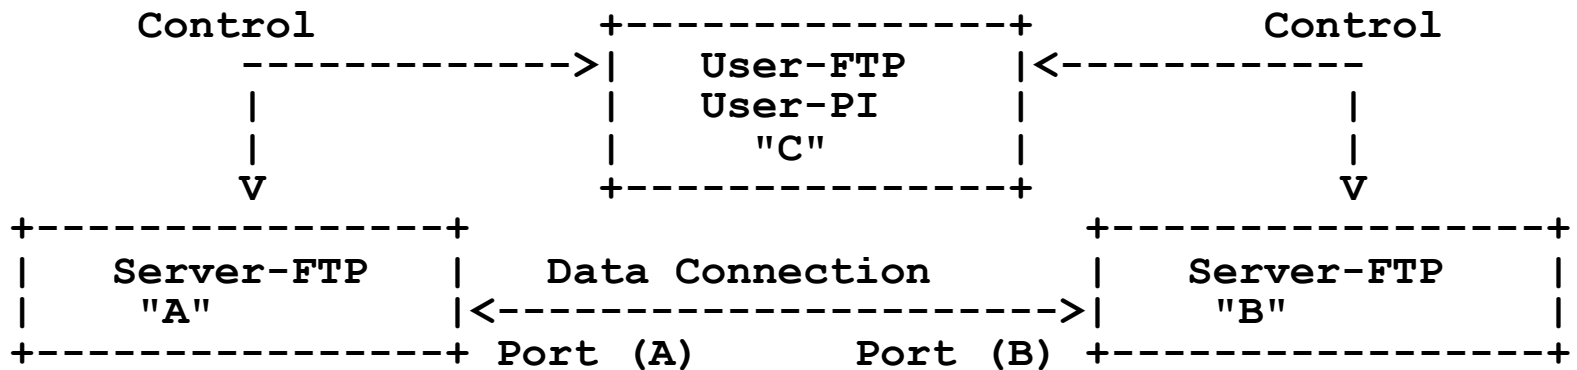 Control Control
User-FTP
User-PI
"C"
Server-FTP Data Connection Server-FTP
"A" "B"
Port (A) Port (B)